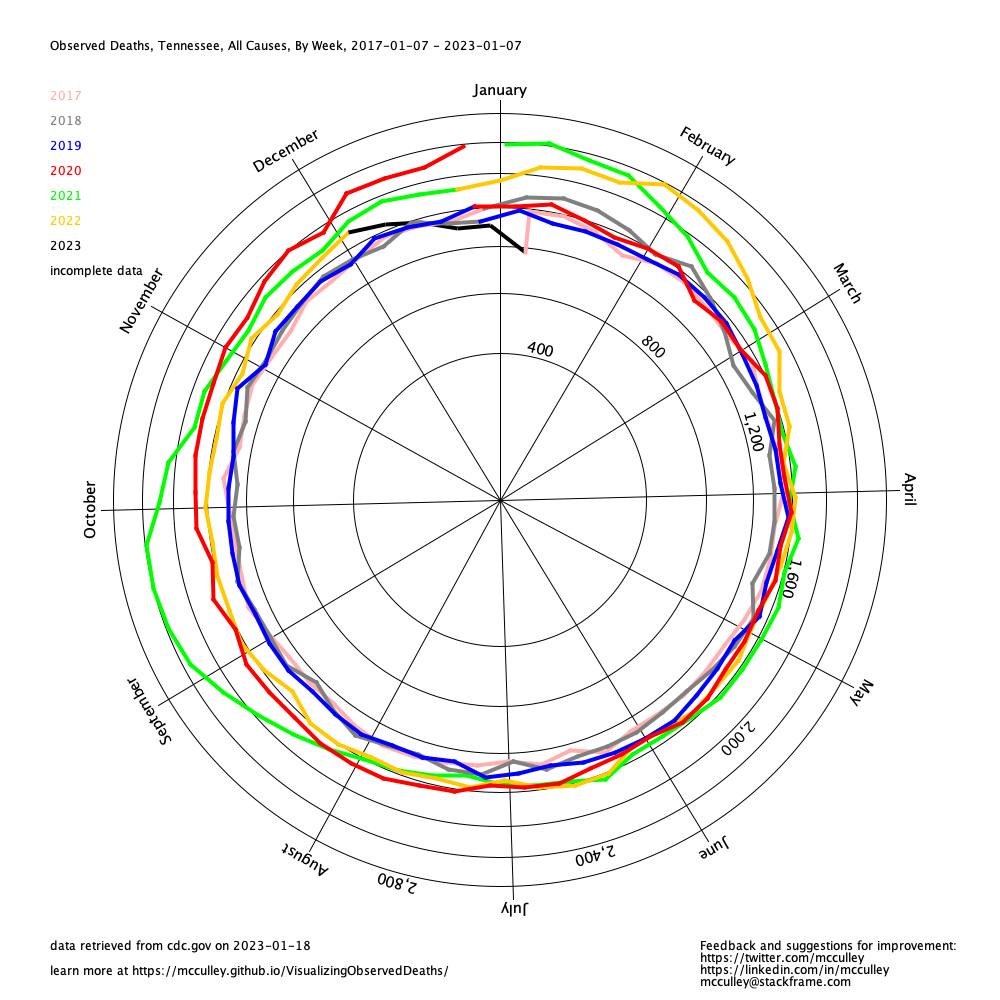 Observed Deaths, Tennessee, All Causes, By Week, 2017-01-07 - 2023-01-07
2017
2018
2019
2020
2021
2022
2023
incomplete data
January
February
March
April
May
June
July
August
September
October
November
December
400
800
1,200
1,600
2,000
2,400
2,800
data retrieved from cdc.gov on 2023-01-18
learn more at https://mcculley.github.io/VisualizingObservedDeaths/
Feedback and suggestions for improvement:
https://twitter.com/mcculley
https://linkedin.com/in/mcculley
mcculley@stackframe.com